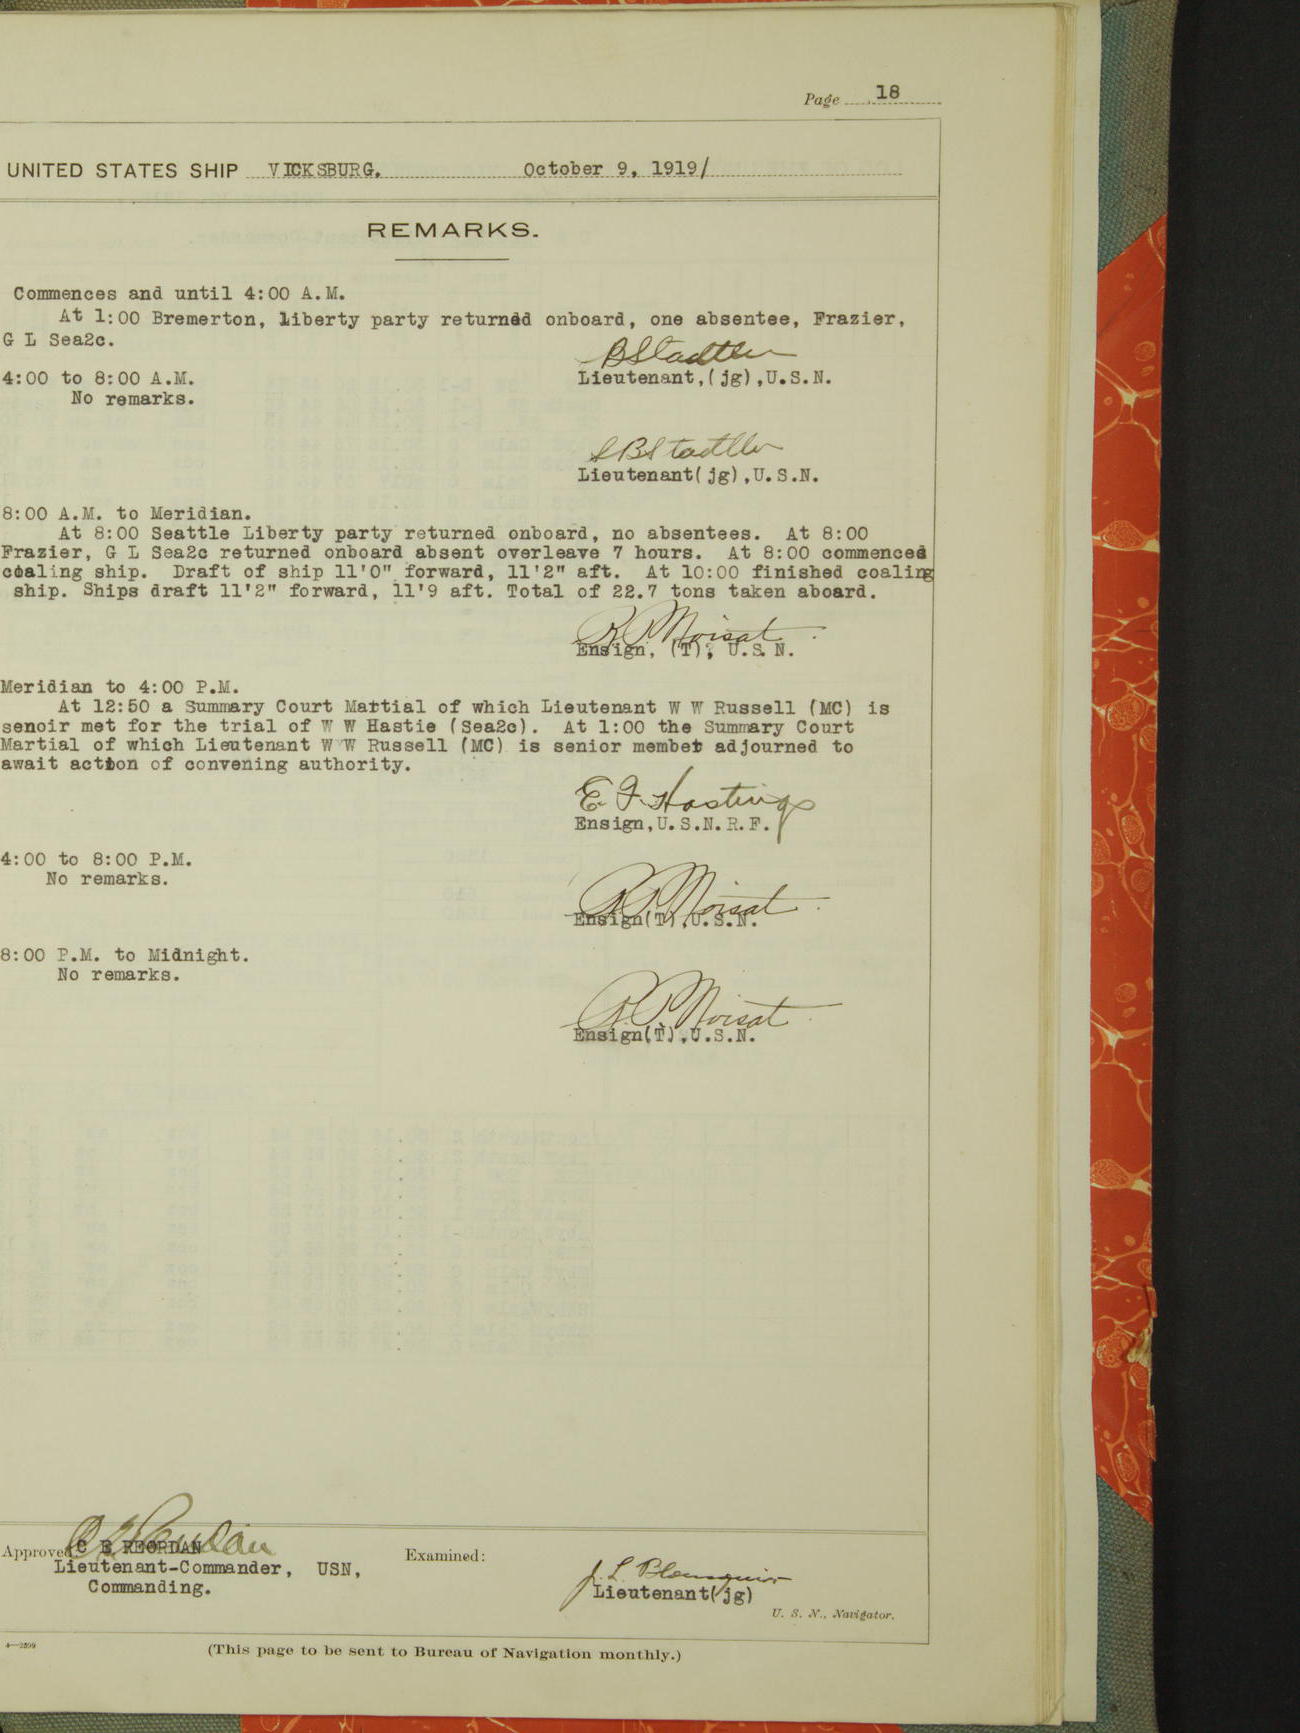 Page 18
UNITED STATES SHIP VICKSBURG. October 9, 1919/
REMARKS.
Commences and until 4:00 A.M.
At 1:00 Bremerton, liberty party returned onboard, one absentee, Frazier,
G L Sea2c.
BStadtler
Lieutenant,(jg),U.S.N.
4:00 to 8:00 A.M.
No remarks.
BStadtler
Lieutenant(jg),U.S.N.
8:00 A.M. to Meridian.
At 8:00 Seattle Liberty party returned onboard, no absentees. At 8:00
Frazier, G L Sea2c returned onboard absent overleave 7 hours. At 8:00 commenced
coaling ship. Draft of ship 11'0" forward, 11'2" aft. At 10:00 finished coaling
ship. Ships draft 11'2" forward, 11'9 aft. Total of 22.7 tons taken aboard.
Moisat
Ensign, (T), U.S.N.
Meridian to 4:00 P.M.
At 12:50 a Summary Court Martial of which Lieutenant W W Russell (MC) is
senoir met for the trial of W W Hastie (Sea2c). At 1:00 the Summary Court
Martial of which Lieutenant W W Russell (MC) is senior member adjourned to
await action of convening authority.
E. F. Hastings
Ensign,U.S.N.R.F.
4:00 to 8:00 P.M.
No remarks.
Moisat
Ensign(T),U.S.N.
8:00 P.M. to Midnight.
No remarks.
Moisat
Ensign(T),U.S.N.
Approved C E REORDAN
Lieutenant-Commander, USN,
Commanding.
Examined:
J. L.
Lieutenant(jg)
U. S. N., Navigator.
4—2599
(This page to be sent to Bureau of Navigation monthly.)